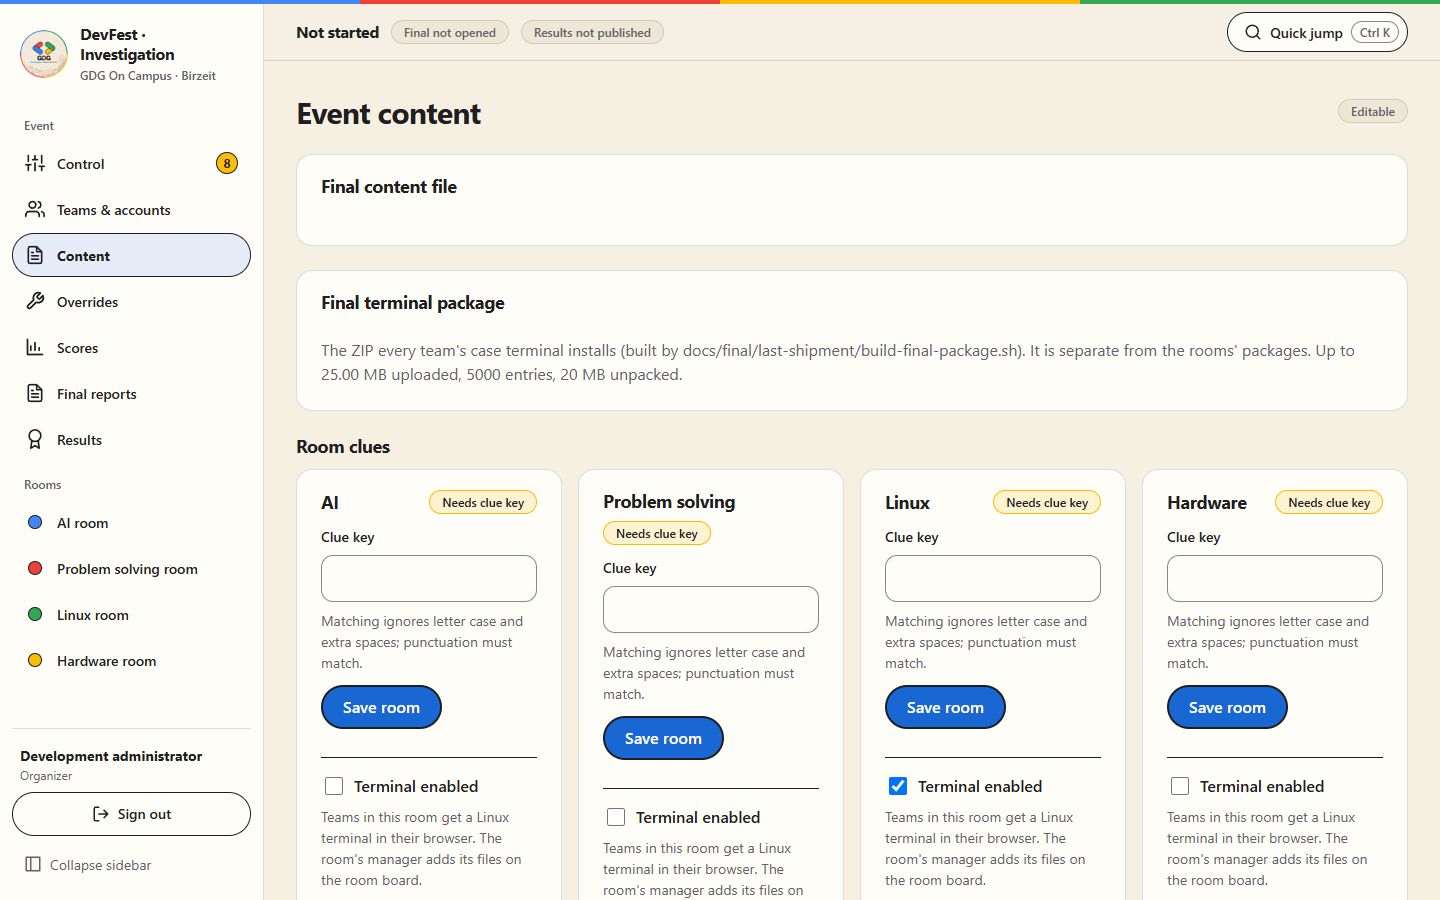 DevFest ·
Investigation
GDG On Campus · Birzeit
Event
Control
8
Teams & accounts
Content
Overrides
Scores
Final reports
Results
Rooms
AI room
Problem solving room
Linux room
Hardware room
Development administrator
Organizer
Sign out
Collapse sidebar
Not started
Final not opened
Results not published
Quick jump
Ctrl K
Event content
Editable
Final content file
Final terminal package
The ZIP every team's case terminal installs (built by docs/final/last-shipment/build-final-package.sh). It is separate from the rooms' packages. Up to
25.00 MB uploaded, 5000 entries, 20 MB unpacked.
Room clues
AI
Needs clue key
Clue key
Matching ignores letter case and
extra spaces; punctuation must
match.
Save room
Terminal enabled
Teams in this room get a Linux
terminal in their browser. The
room's manager adds its files on
the room board.
Problem solving
Needs clue key
Clue key
Matching ignores letter case and
extra spaces; punctuation must
match.
Save room
Terminal enabled
Teams in this room get a Linux
terminal in their browser. The
room's manager adds its files on
Linux
Needs clue key
Clue key
Matching ignores letter case and
extra spaces; punctuation must
match.
Save room
Terminal enabled
Teams in this room get a Linux
terminal in their browser. The
room's manager adds its files on
the room board.
Hardware
Needs clue key
Clue key
Matching ignores letter case and
extra spaces; punctuation must
match.
Save room
Terminal enabled
Teams in this room get a Linux
terminal in their browser. The
room's manager adds its files on
the room board.